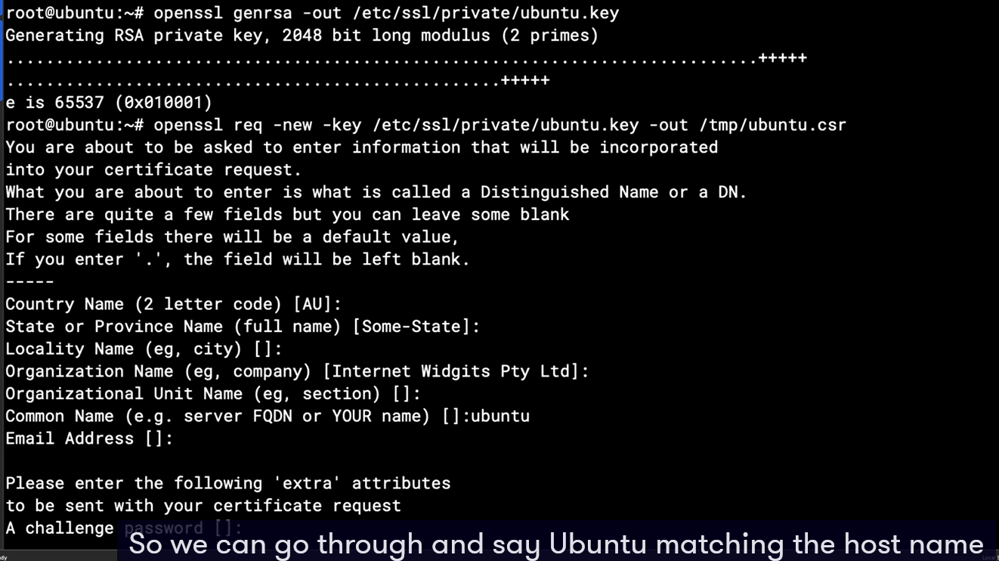 root@ubuntu:~# openssl genrsa -out /etc/ssl/private/ubuntu.key
Generating RSA private key, 2048 bit long modulus (2 primes)
............................................................................+++++
..................................................+++++
e is 65537 (0x010001)
root@ubuntu:~# openssl req -new -key /etc/ssl/private/ubuntu.key -out /tmp/ubuntu.csr
You are about to be asked to enter information that will be incorporated
into your certificate request.
What you are about to enter is what is called a Distinguished Name or a DN.
There are quite a few fields but you can leave some blank
For some fields there will be a default value,
If you enter '.', the field will be left blank.
-----
Country Name (2 letter code) [AU]:
State or Province Name (full name) [Some-State]:
Locality Name (eg, city) []:
Organization Name (eg, company) [Internet Widgits Pty Ltd]:
Organizational Unit Name (eg, section) []:
Common Name (e.g. server FQDN or YOUR name) []:ubuntu
Email Address []:
Please enter the following 'extra' attributes
to be sent with your certificate request
A challenge password []:
So we can go through and say Ubuntu matching the host name